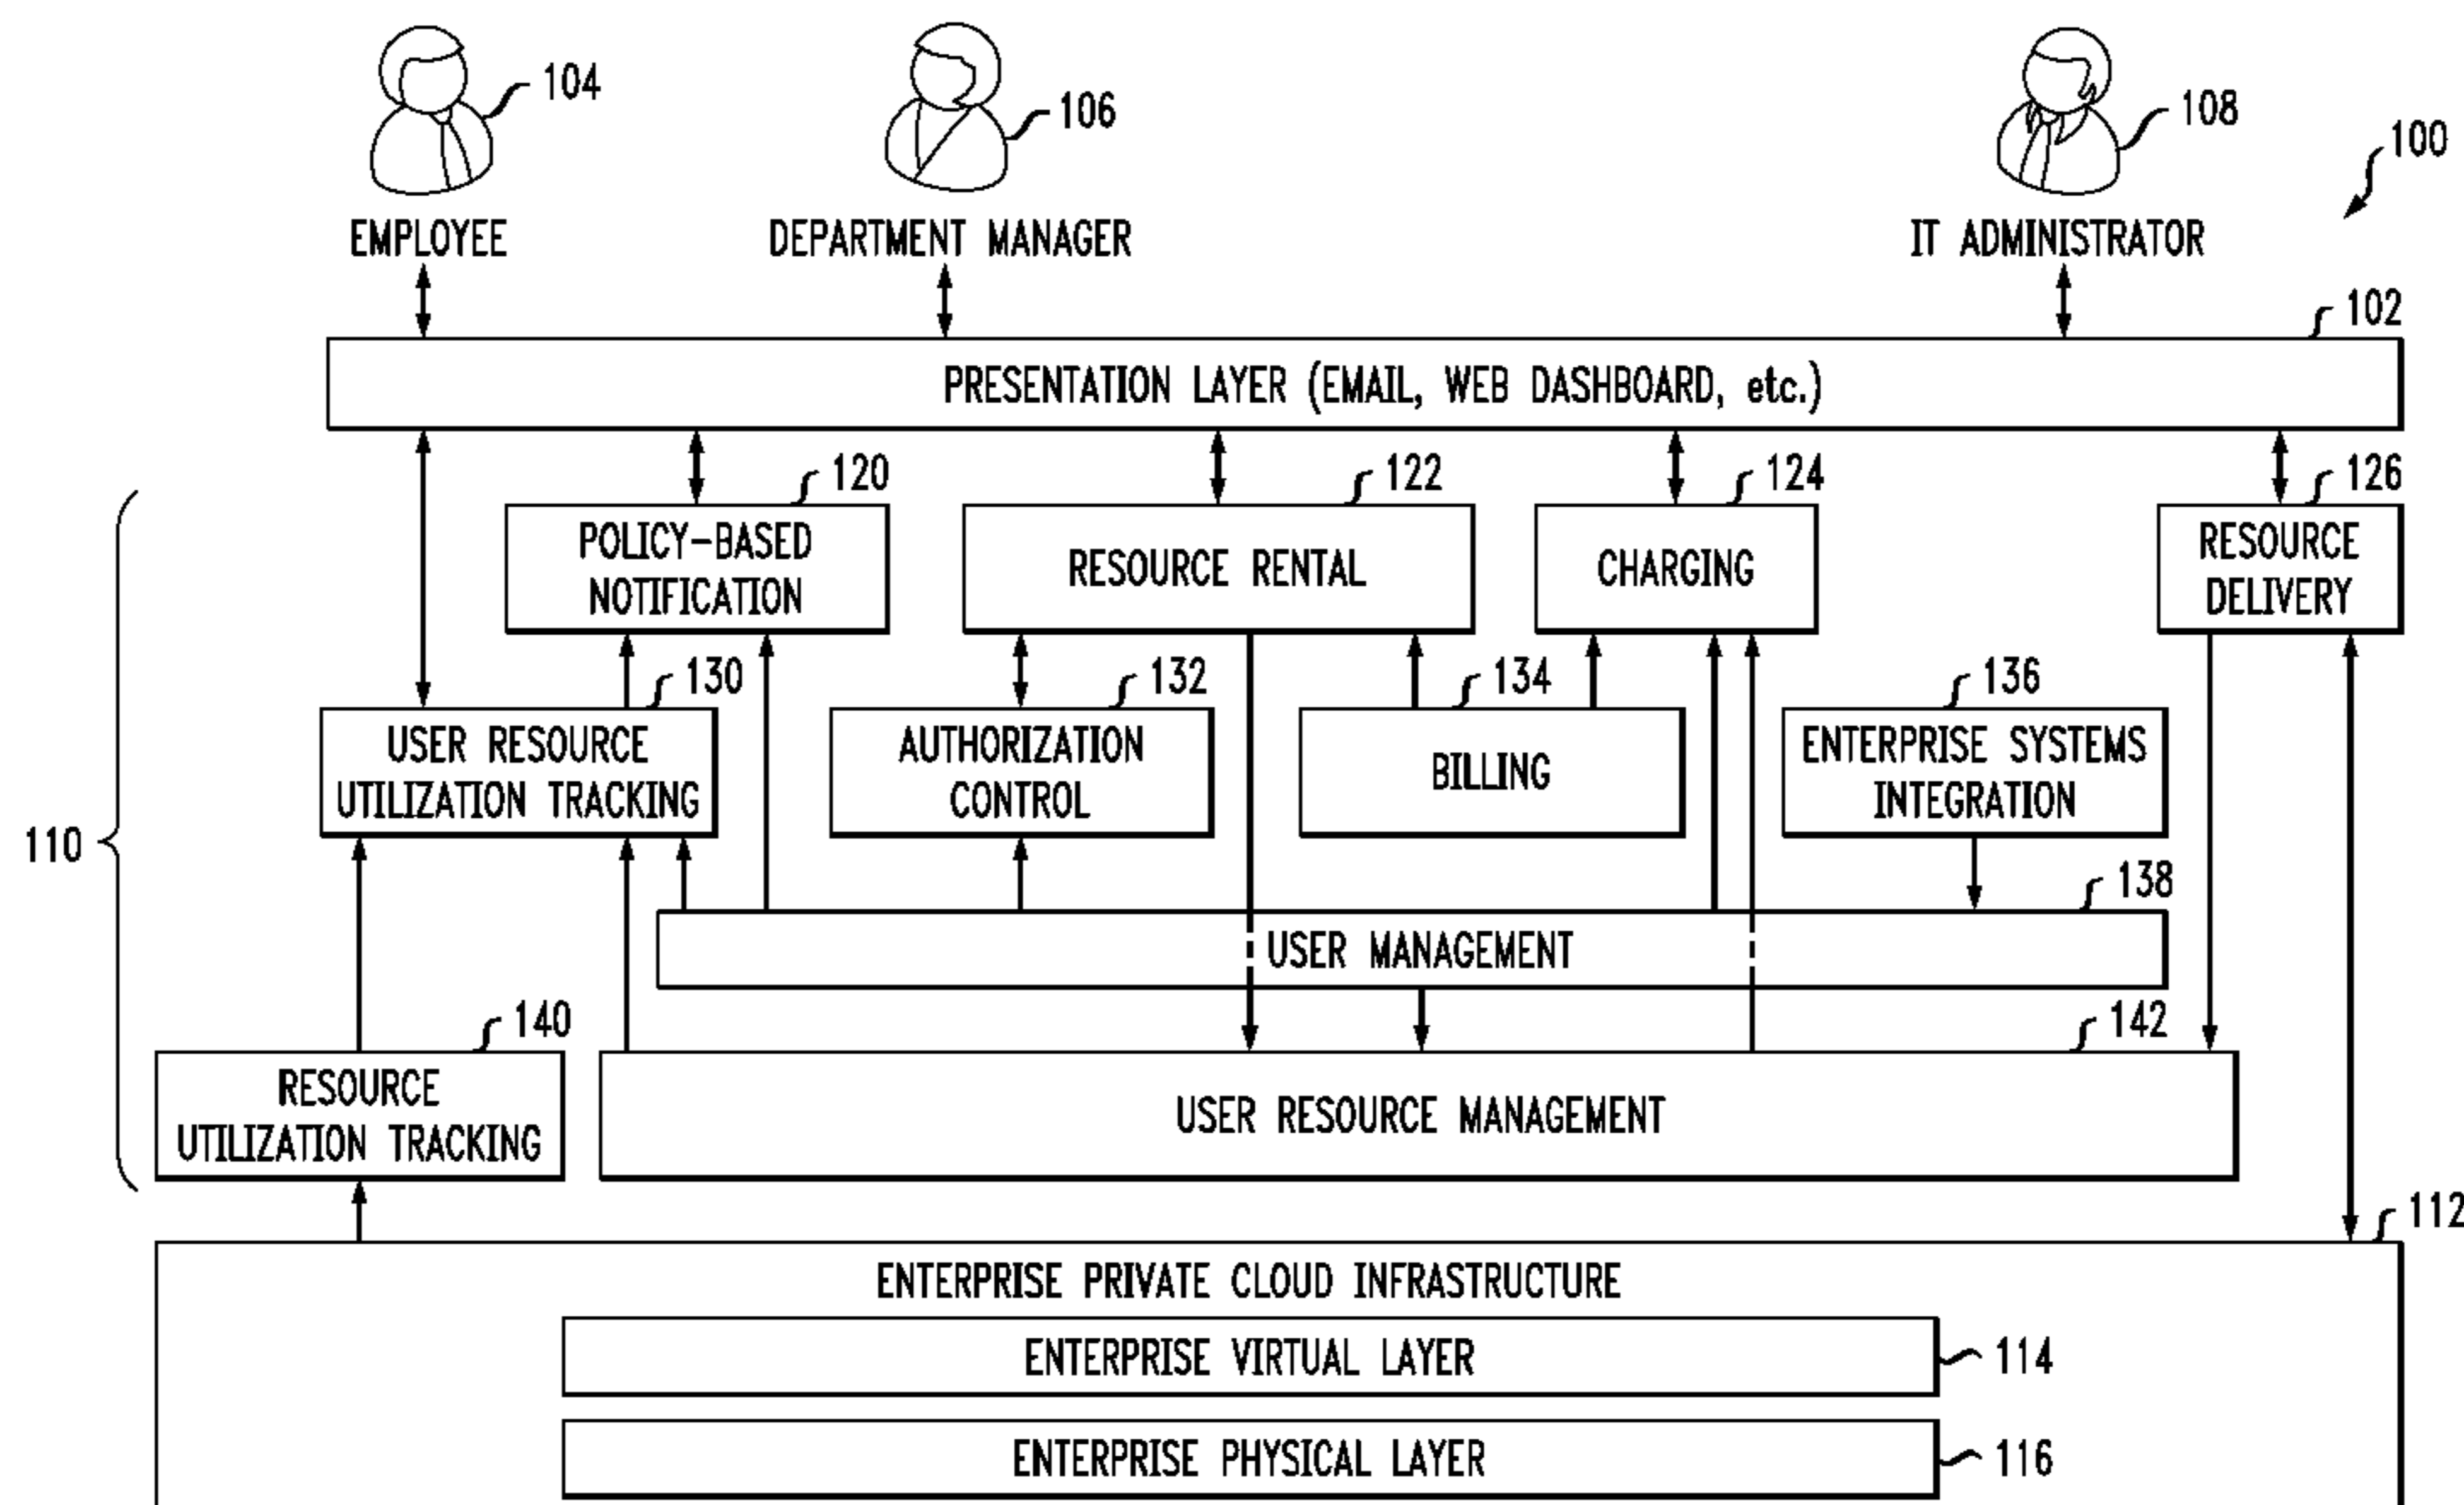 104
106
108
100
EMPLOYEE
DEPARTMENT MANAGER
IT ADMINISTRATOR
102
PRESENTATION LAYER (EMAIL, WEB DASHBOARD, etc.)
120
122
124
126
POLICY-BASED
NOTIFICATION
RESOURCE RENTAL
CHARGING
RESOURCE
DELIVERY
130
132
134
136
USER RESOURCE
UTILIZATION TRACKING
AUTHORIZATION
CONTROL
BILLING
ENTERPRISE SYSTEMS
INTEGRATION
110
138
USER MANAGEMENT
140
142
RESOURCE
UTILIZATION TRACKING
USER RESOURCE MANAGEMENT
112
ENTERPRISE PRIVATE CLOUD INFRASTRUCTURE
ENTERPRISE VIRTUAL LAYER
114
ENTERPRISE PHYSICAL LAYER
116